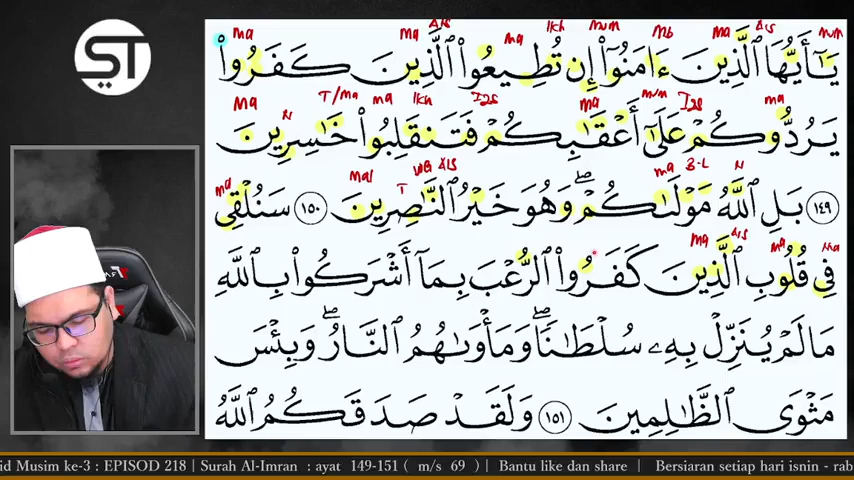 ST
يَـٰٓأَيُّهَا ٱلَّذِينَ ءَامَنُوٓا۟ إِن تُطِيعُوا۟ ٱلَّذِينَ كَفَرُوا۟
يَرُدُّوكُمْ عَلَىٰٓ أَعْقَـٰبِكُمْ فَتَنقَلِبُوا۟ خَـٰسِرِينَ
١٤٩ بَلِ ٱللَّهُ مَوْلَىٰكُمْ ۖ وَهُوَ خَيْرُ ٱلنَّـٰصِرِينَ ١٥٠ سَنُلْقِى
فِى قُلُوبِ ٱلَّذِينَ كَفَرُوا۟ ٱلرُّعْبَ بِمَآ أَشْرَكُوا۟ بِٱللَّهِ
مَا لَمْ يُنَزِّلْ بِهِۦ سُلْطَـٰنًا ۖ وَمَأْوَىٰهُمُ ٱلنَّارُ ۖ وَبِئْسَ
مَثْوَى ٱلظَّـٰلِمِينَ ١٥١ وَلَقَدْ صَدَقَكُمُ ٱللَّهُ
id Musim ke-3 : EPISOD 218 | Surah Al-Imran : ayat 149-151 ( m/s 69 ) | Bantu like dan share | Bersiaran setiap hari isnin - rab